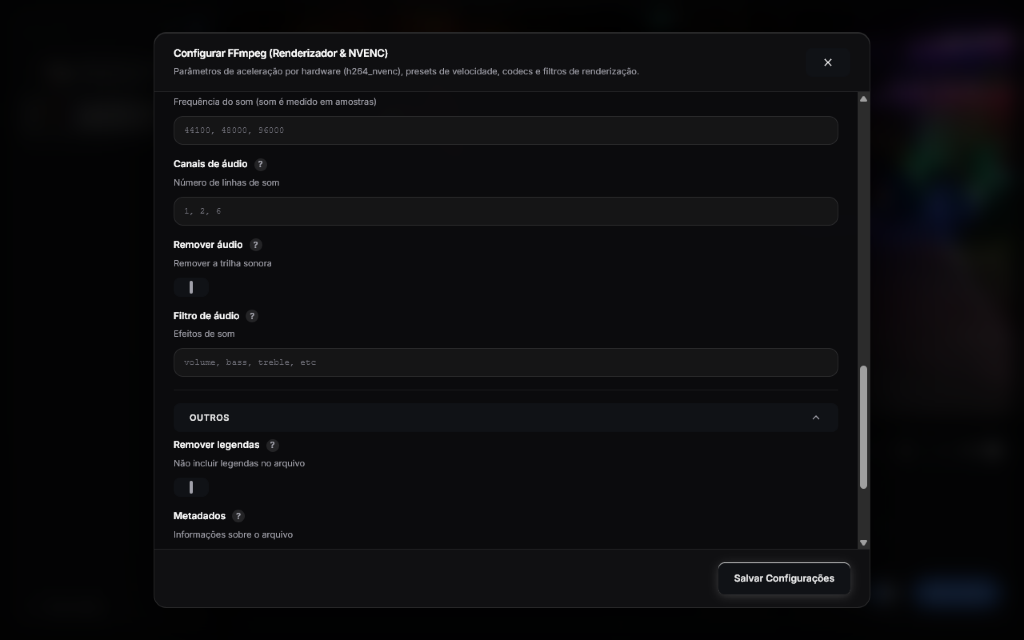 Configurar FFmpeg (Renderizador & NVENC)
Parâmetros de aceleração por hardware (h264_nvenc), presets de velocidade, codecs e filtros de renderização.
Frequência do som (som é medido em amostras)
44100, 48000, 96000
Canais de áudio ?
Número de linhas de som
1, 2, 6
Remover áudio ?
Remover a trilha sonora
Filtro de áudio ?
Efeitos de som
volume, bass, treble, etc
OUTROS
Remover legendas ?
Não incluir legendas no arquivo
Metadados ?
Informações sobre o arquivo
Salvar Configurações